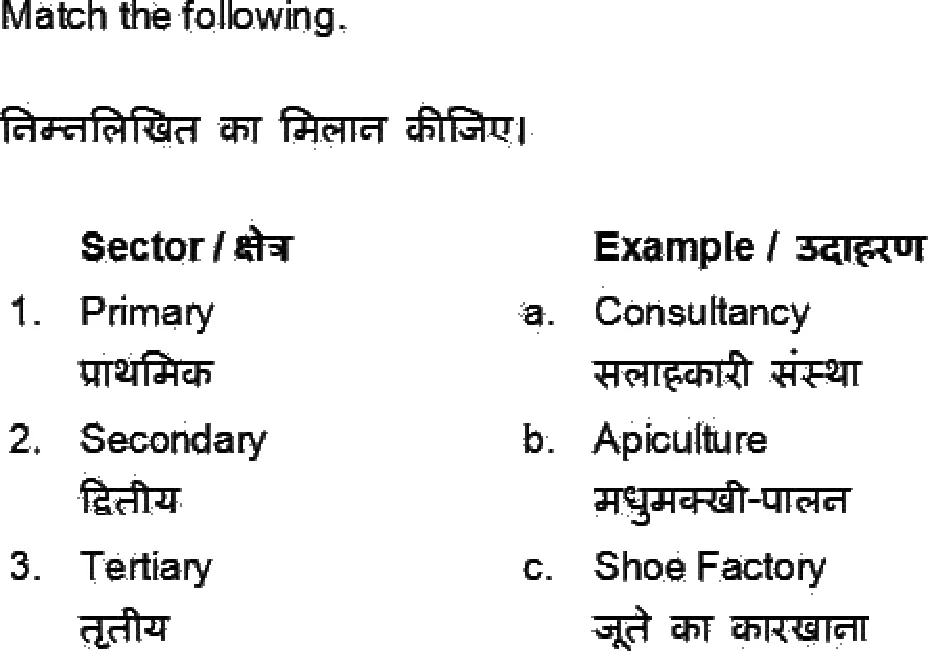 Match the following.
निम्नलिखित का मिलान कीजिए।
Sector / क्षेत्र Example / उदाहरण
1. Primary a. Consultancy
प्राथमिक सलाहकारी संस्था
2. Secondary b. Apiculture
द्वितीय मधुमक्खी-पालन
3. Tertiary c. Shoe Factory
तृतीय जूते का कारखाना